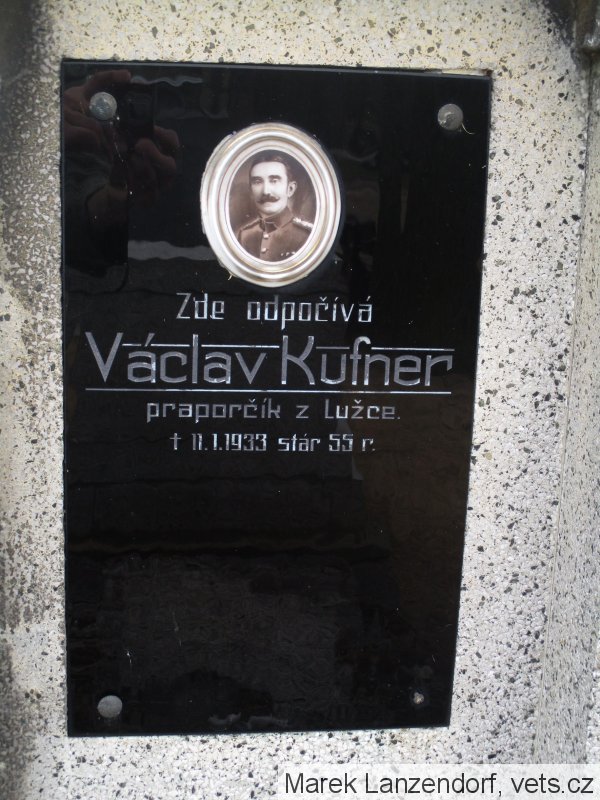 Zde odpočívá
Václav Kufner
praporčík z Lužce.
† 11.1.1933 stár 55 r.
Marek Lanzendorf, vets.cz